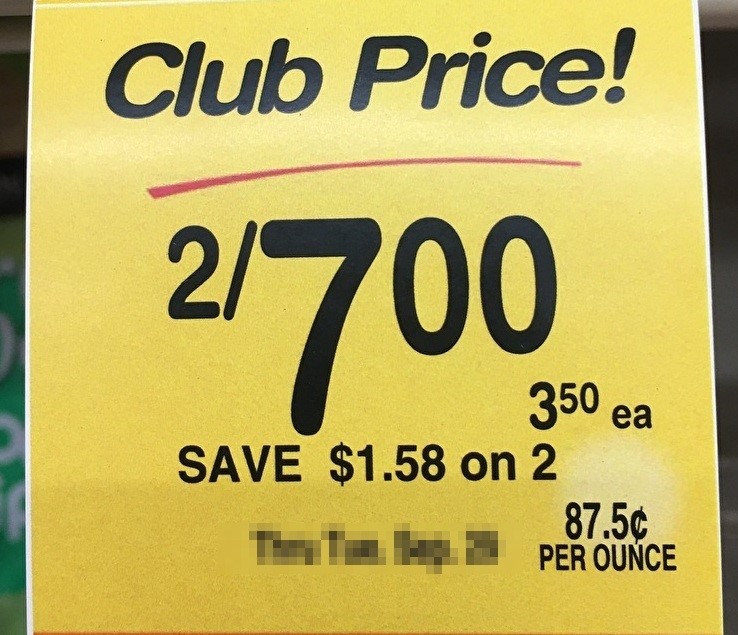 Club Price!
2/700
350 ea
SAVE $1.58 on 2
87.5¢
PER OUNCE